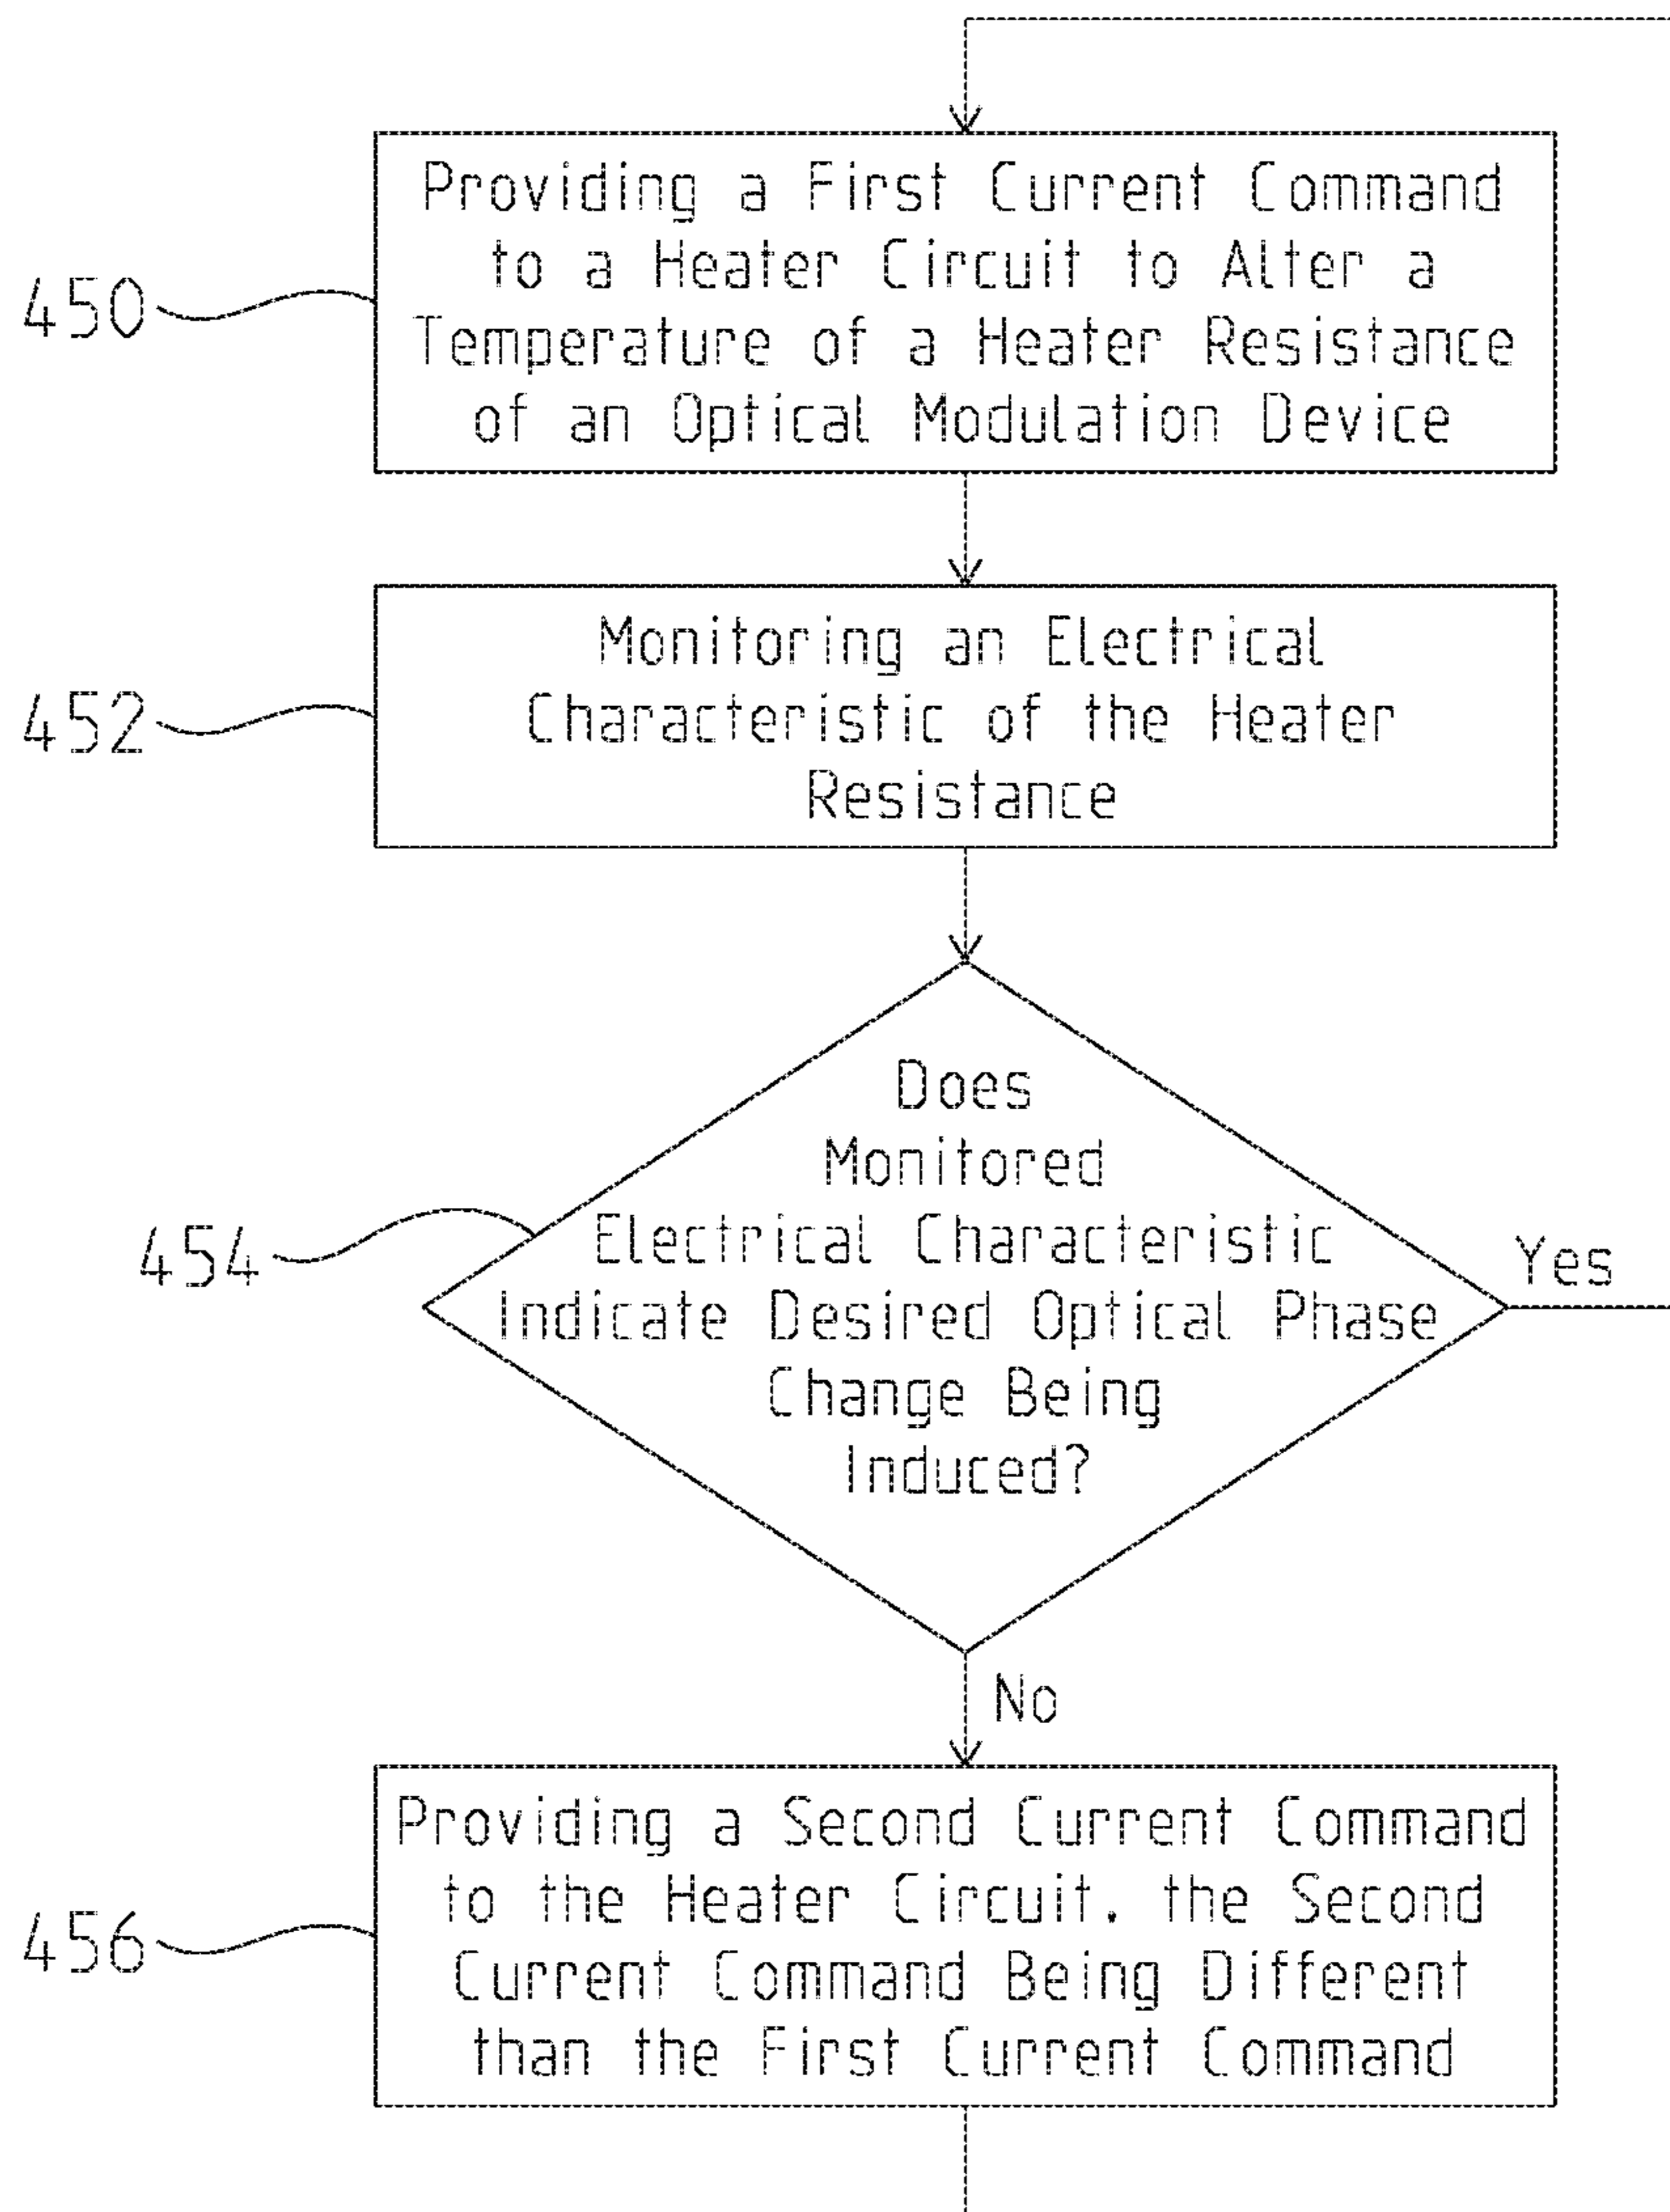 Providing a First Current Command
to a Heater Circuit to Alter a
Temperature of a Heater Resistance
of an Optical Modulation Device
450
Monitoring an Electrical
Characteristic of the Heater
Resistance
452
Does
Monitored
Electrical Characteristic
Indicate Desired Optical Phase
Change Being
Induced?
454
Yes
No
Providing a Second Current Command
to the Heater Circuit. the Second
Current Command Being Different
than the First Current Command
456